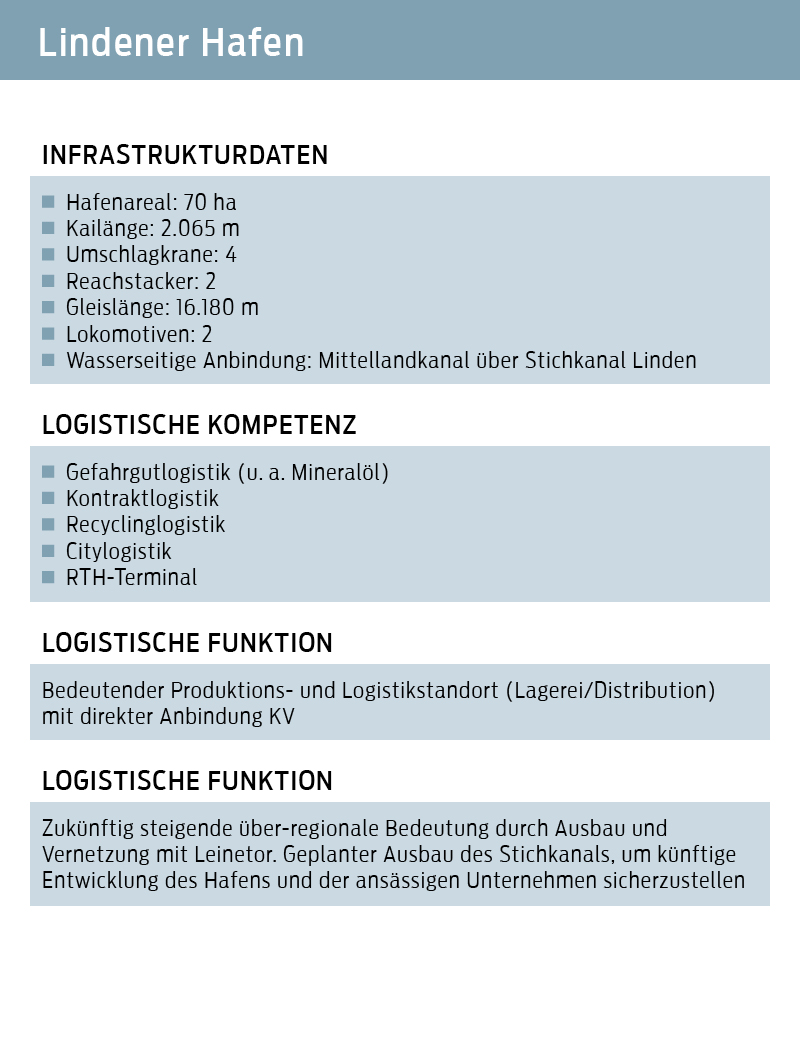 Lindener Hafen
INFRASTRUKTURDATEN
Hafenareal: 70 ha
Kailänge: 2.065 m
Umschlagkrane: 4
Reachstacker: 2
Gleislänge: 16.180 m
Lokomotiven: 2
Wasserseitige Anbindung: Mittellandkanal über Stichkanal Linden
LOGISTISCHE KOMPETENZ
Gefahrgutlogistik (u. a. Mineralöl)
Kontraktlogistik
Recyclinglogistik
Citylogistik
RTH-Terminal
LOGISTISCHE FUNKTION
Bedeutender Produktions- und Logistikstandort (Lagerei/Distribution)
mit direkter Anbindung KV
LOGISTISCHE FUNKTION
Zukünftig steigende über-regionale Bedeutung durch Ausbau und
Vernetzung mit Leinetor. Geplanter Ausbau des Stichkanals, um künftige
Entwicklung des Hafens und der ansässigen Unternehmen sicherzustellen